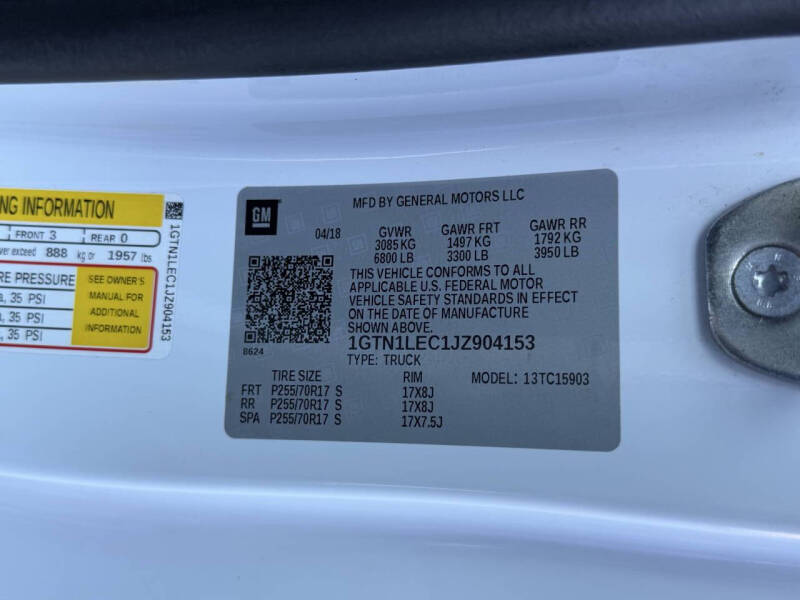 NG INFORMATION
FRONT 3 REAR 0
ver exceed 888 kg or 1957 lbs
RE PRESSURE
a, 35 PSI
a, 35 PSI
a, 35 PSI
SEE OWNER'S
MANUAL FOR
ADDITIONAL
INFORMATION
1GTN1LEC1JZ904153
GM
MFD BY GENERAL MOTORS LLC
04/18 GVWR GAWR FRT GAWR RR
3085 KG 1497 KG 1792 KG
6800 LB 3300 LB 3950 LB
THIS VEHICLE CONFORMS TO ALL
APPLICABLE U.S. FEDERAL MOTOR
VEHICLE SAFETY STANDARDS IN EFFECT
ON THE DATE OF MANUFACTURE
SHOWN ABOVE.
8624
1GTN1LEC1JZ904153
TYPE: TRUCK
TIRE SIZE RIM MODEL: 13TC15903
FRT P255/70R17 S 17X8J
RR P255/70R17 S 17X8J
SPA P255/70R17 S 17X7.5J